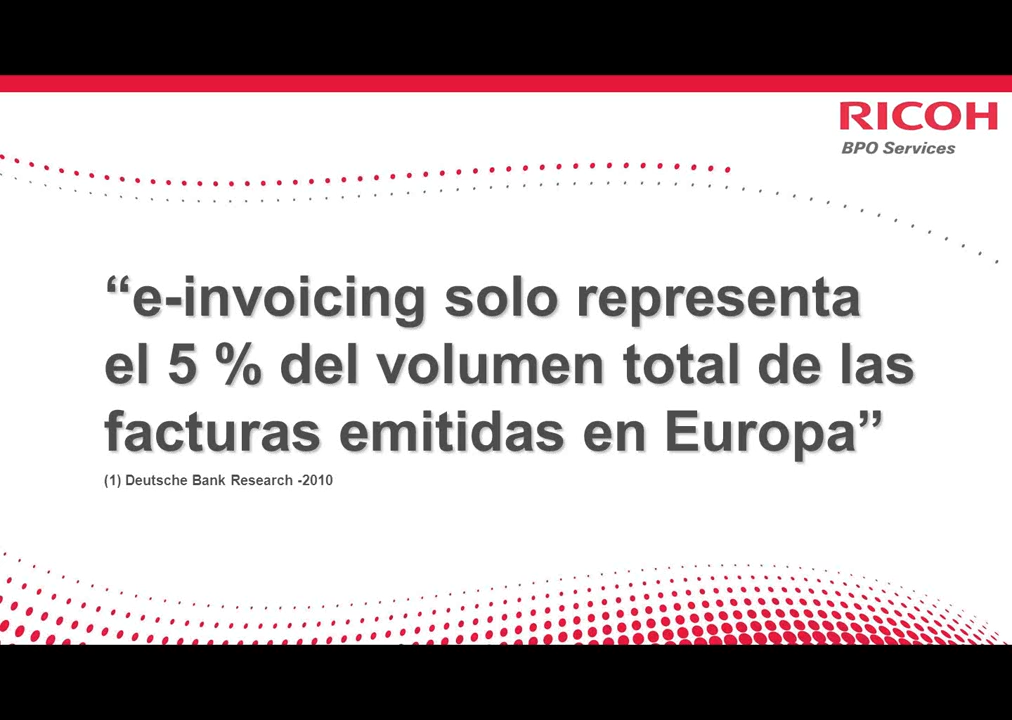 RICOH
BPO Services
“e-invoicing solo representa
el 5 % del volumen total de las
facturas emitidas en Europa”
(1) Deutsche Bank Research -2010